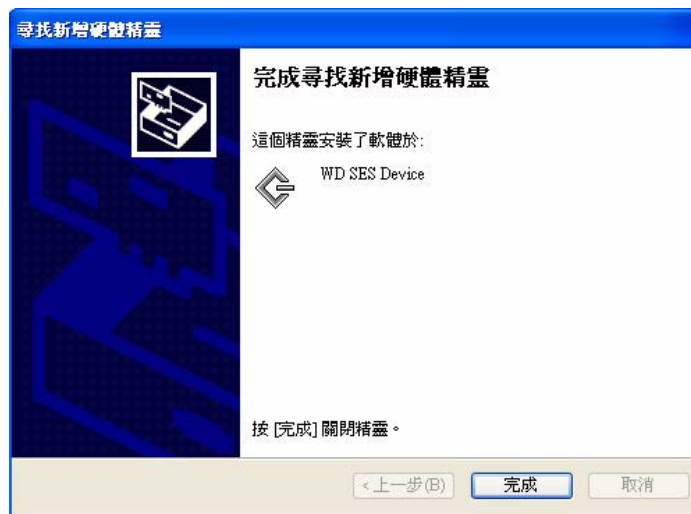 尋找新增硬體精靈
完成尋找新增硬體精靈
這個精靈安裝了軟體於:
WD SES Device
按 [完成] 關閉精靈。
<上一步(B)
完成
取消